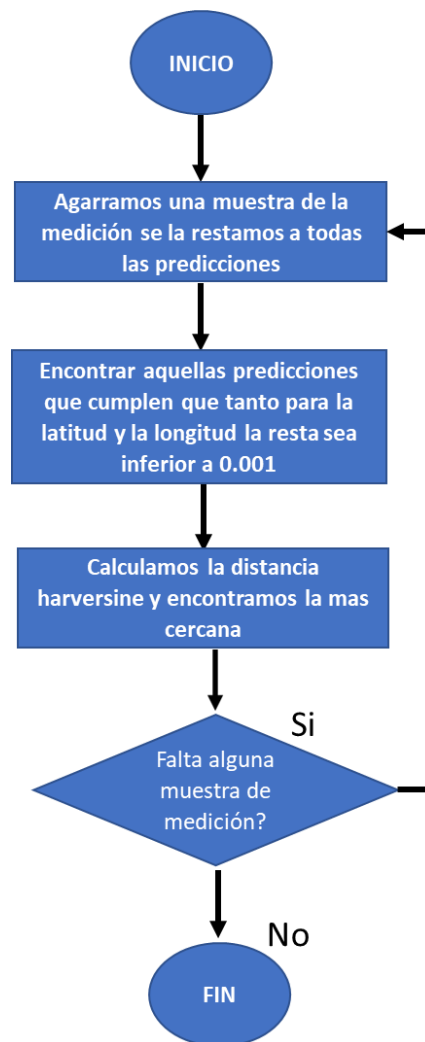 INICIO
Agarramos una muestra de la
medición se la restamos a todas
las predicciones
Encontrar aquellas predicciones
que cumplen que tanto para la
latitud y la longitud la resta sea
inferior a 0.001
Calculamos la distancia
harversine y encontramos la mas
cercana
Si
Falta alguna
muestra de
medición?
No
FIN